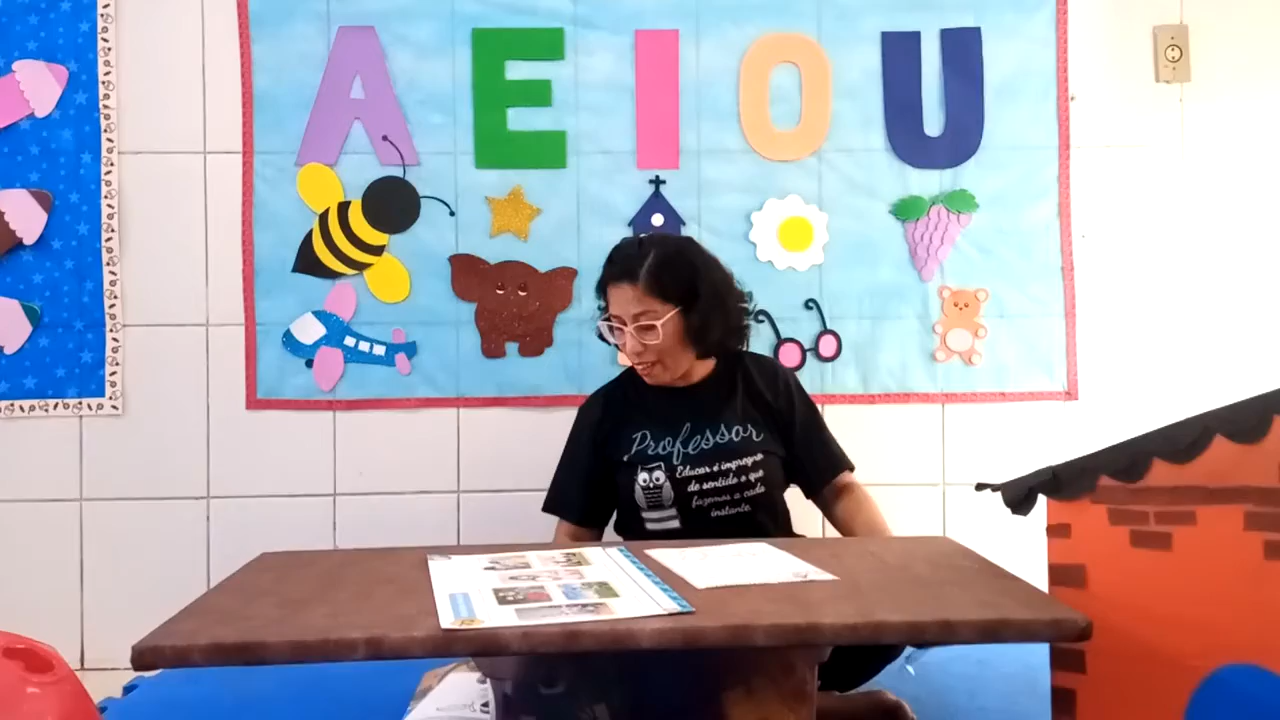 A E I O U
Professor
Educar é impregnar
de sentido o que
fazemos a cada
instante.